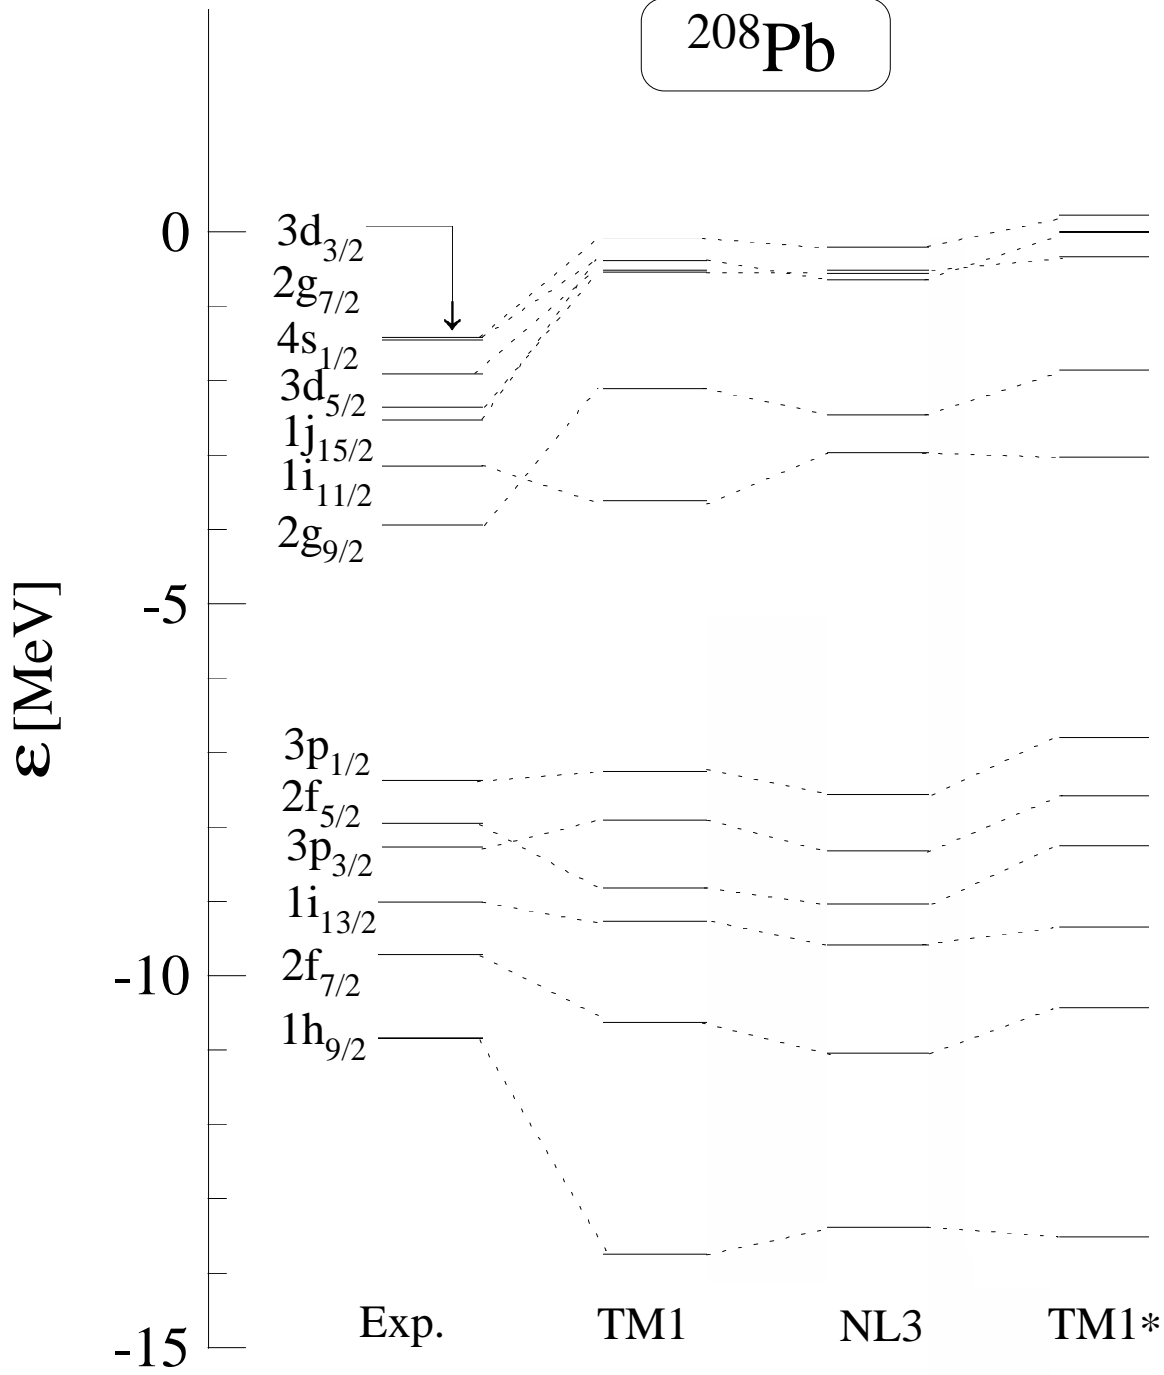 ²⁰⁸Pb
0
3d3/2
2g7/2
4s1/2
3d5/2
1j15/2
1i11/2
2g9/2
-5
ε [MeV]
3p1/2
2f5/2
3p3/2
1i13/2
-10
2f7/2
1h9/2
Exp. TM1 NL3 TM1*
-15